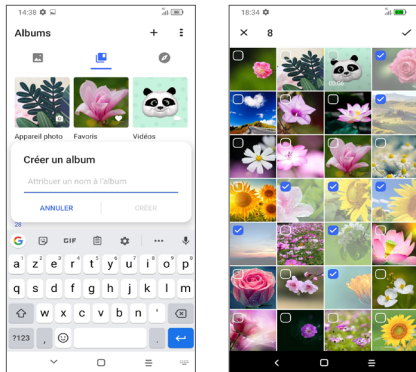 14:38
Albums
Appareil photo Favoris Vidéos
Créer un album
Attribuer un nom à l'album
ANNULER CRÉER
28
G GIF
a z e r t y u i o p
q s d f g h j k l m
w x c v b n '
?123 , .
18:34
8
00:06